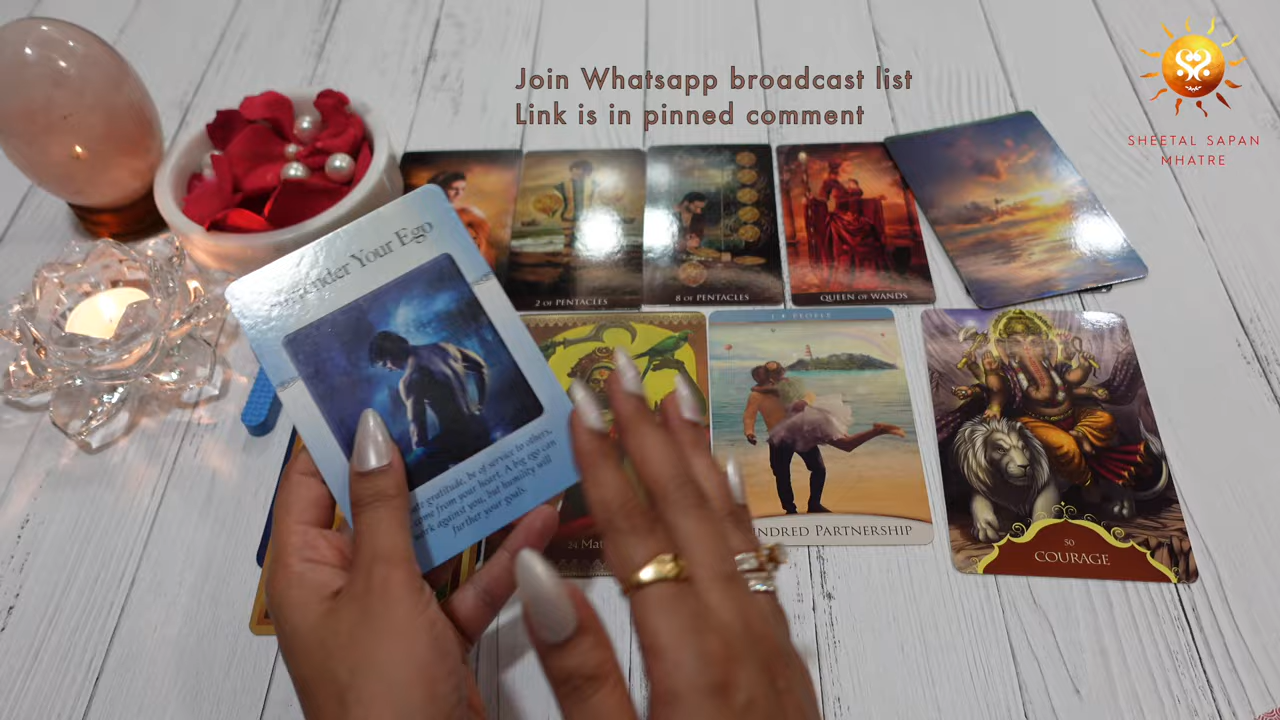 Join Whatsapp broadcast list
Link is in pinned comment
SHEETAL SAPAN
MHATRE
Your Ego
gratitude, be of service to others,
come from your heart. A big ego can
work against you, but humility will
further your goals.
2 OF PENTACLES
8 OF PENTACLES
QUEEN OF WANDS
PEOPLE
PARTNERSHIP
50
COURAGE